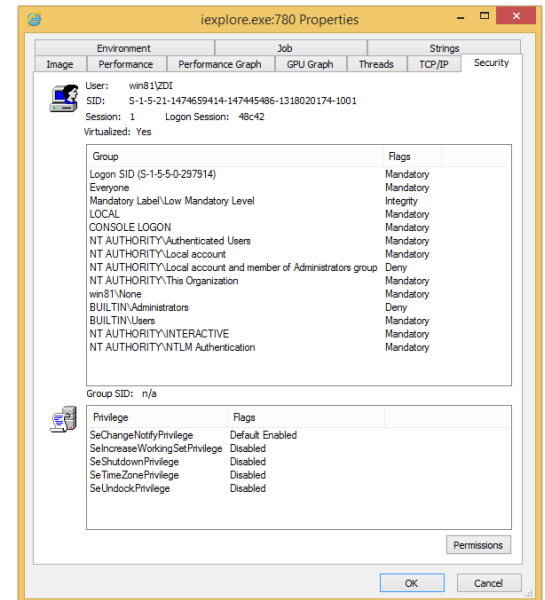 iexplore.exe:780 Properties
Environment Job Strings
Image Performance Performance Graph GPU Graph Threads TCP/IP Security
User: win81\ZDI
SID: S-1-5-21-1474659414-147445486-1318020174-1001
Session: 1 Logon Session: 48c42
Virtualized: Yes
Group Flags
Logon SID (S-1-5-5-0-297914) Mandatory
Everyone Mandatory
Mandatory Label\Low Mandatory Level Integrity
LOCAL Mandatory
CONSOLE LOGON Mandatory
NT AUTHORITY\Authenticated Users Mandatory
NT AUTHORITY\Local account Mandatory
NT AUTHORITY\Local account and member of Administrators group Deny
NT AUTHORITY\This Organization Mandatory
win81\None Mandatory
BUILTIN\Administrators Deny
BUILTIN\Users Mandatory
NT AUTHORITY\INTERACTIVE Mandatory
NT AUTHORITY\NTLM Authentication Mandatory
Group SID: n/a
Privilege Flags
SeChangeNotifyPrivilege Default Enabled
SeIncreaseWorkingSetPrivilege Disabled
SeShutdownPrivilege Disabled
SeTimeZonePrivilege Disabled
SeUndockPrivilege Disabled
Permissions
OK Cancel